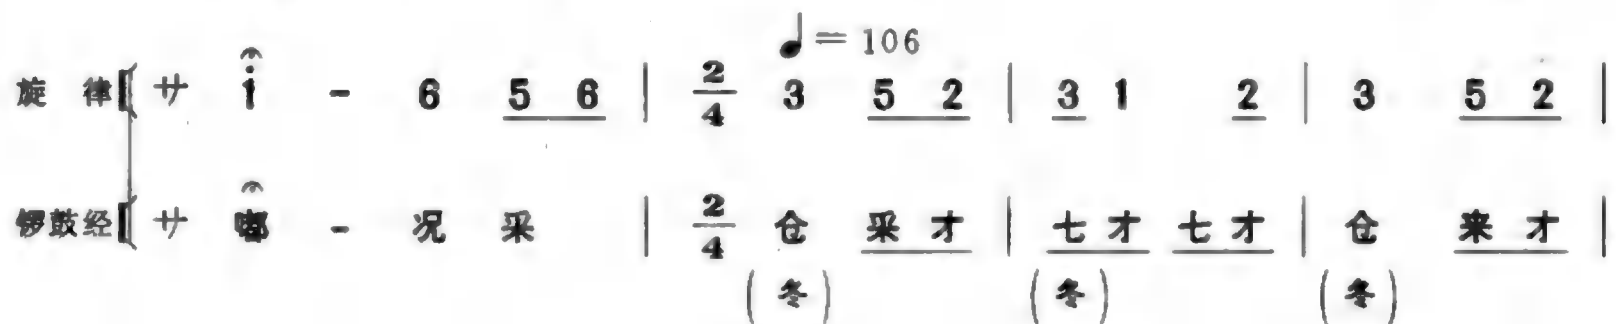 ♩= 106
旋 律 サ i - 6 5 6 | 2/4 3 5 2 | 3 1 2 | 3 5 2 |
锣鼓经 サ 嘟 - 况 采 | 2/4 仓 采 才 | 七 才 七 才 | 仓 来 才 |
(冬) (冬) (冬)